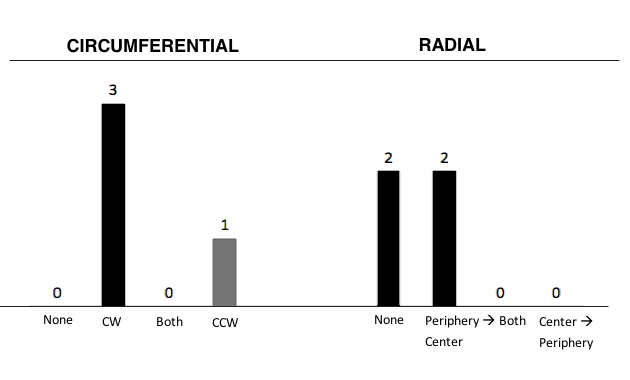 CIRCUMFERENTIAL
RADIAL
3
2
2
1
0
0
0
0
None
CW
Both
CCW
None
Periphery → Center
Both
Center → Periphery